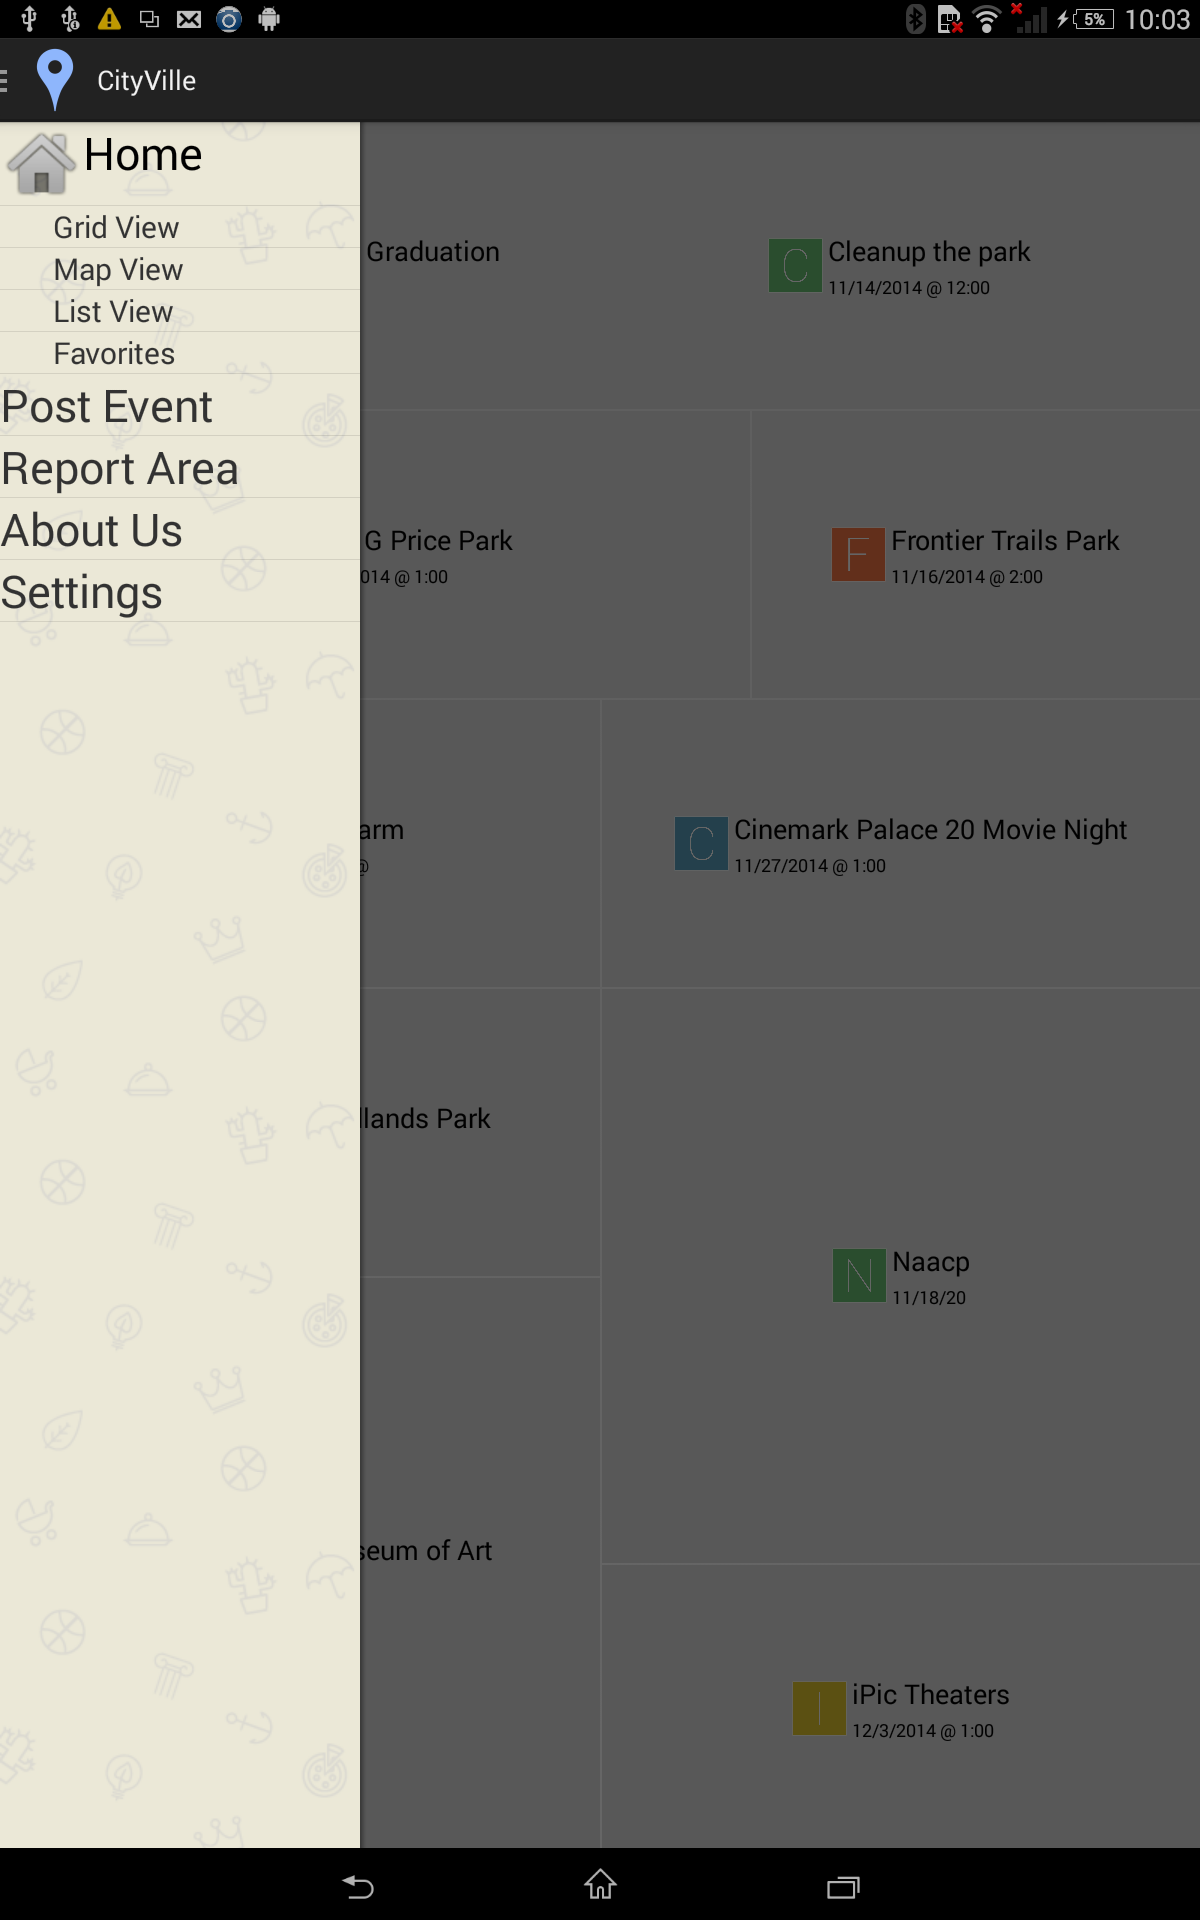 5%
10:03
CityVille
Home
Grid View
Map View
List View
Favorites
Post Event
Report Area
About Us
Settings
Graduation
C
Cleanup the park
11/14/2014 @ 12:00
G Price Park
014 @ 1:00
F
Frontier Trails Park
11/16/2014 @ 2:00
arm
@
C
Cinemark Palace 20 Movie Night
11/27/2014 @ 1:00
llands Park
N
Naacp
11/18/20
seum of Art
I
iPic Theaters
12/3/2014 @ 1:00